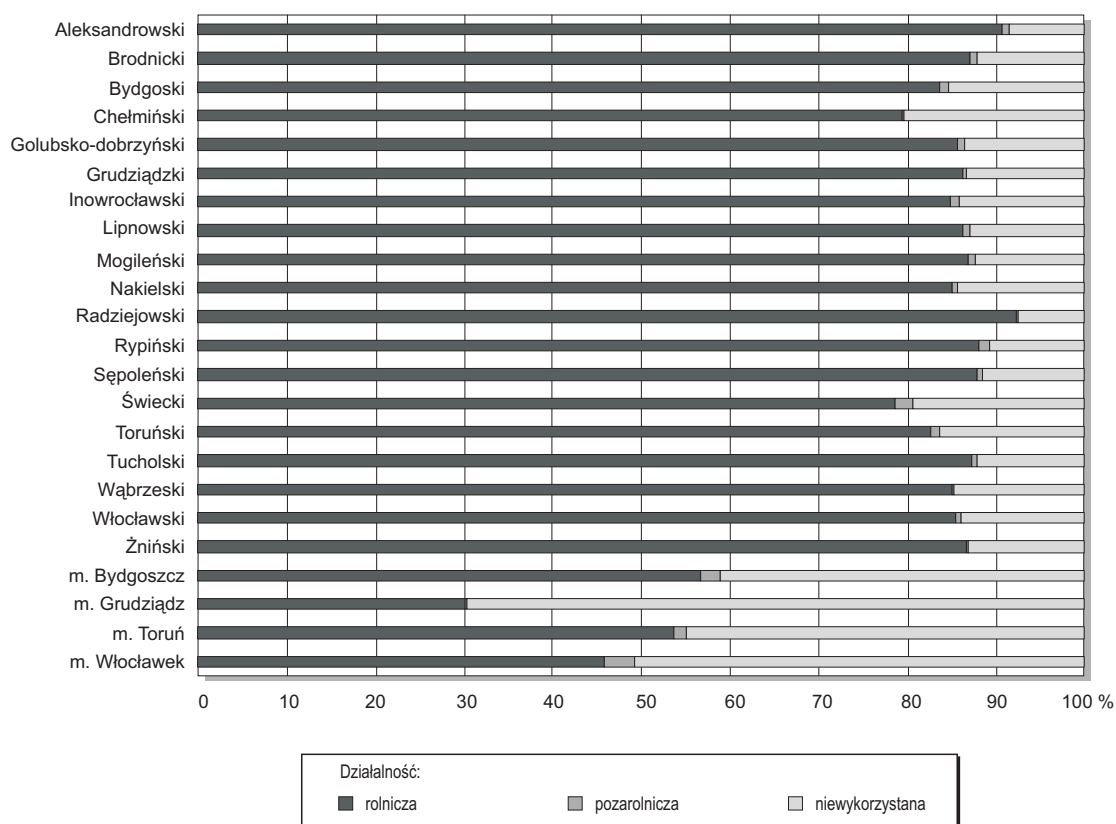 Aleksandrowski
Brodnicki
Bydgoski
Chełmiński
Golubsko-dobrzyński
Grudziądzki
Inowrocławski
Lipnowski
Mogileński
Nakielski
Radziejowski
Rypiński
Sępoleński
Świecki
Toruński
Tucholski
Wąbrzeski
Włocławski
Żniński
m. Bydgoszcz
m. Grudziądz
m. Toruń
m. Włocławek
0 10 20 30 40 50 60 70 80 90 100 %
Działalność:
rolnicza pozarolnicza niewykorzystana